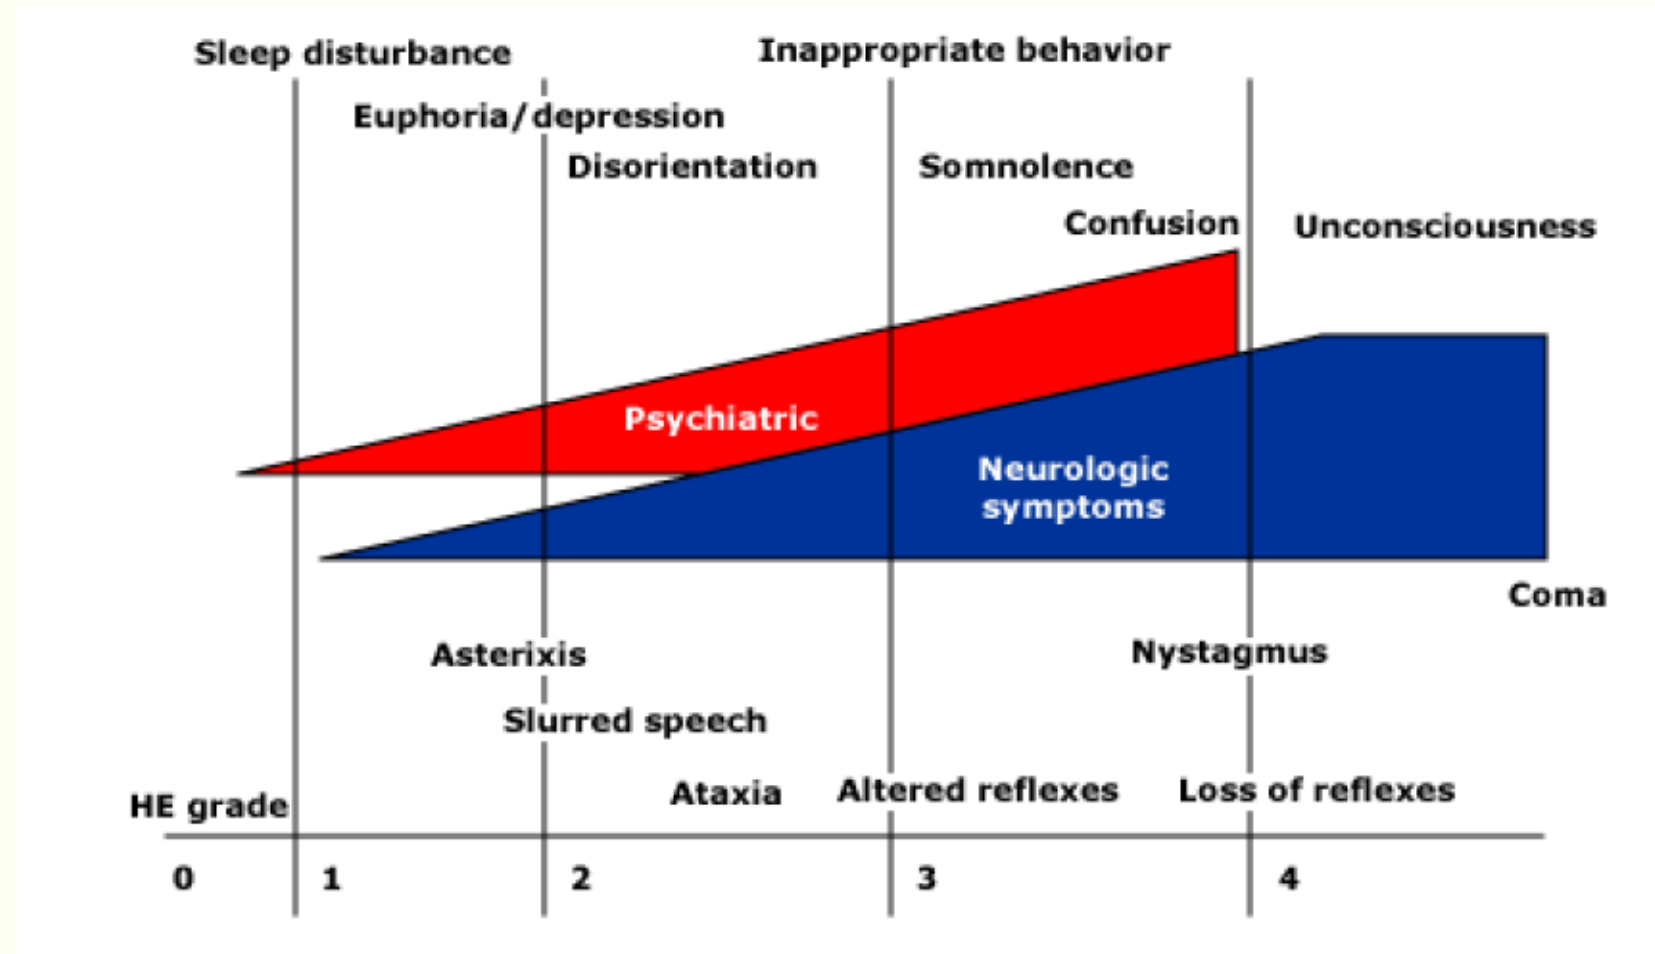 Sleep disturbance
Inappropriate behavior
Euphoria/depression
Disorientation
Somnolence
Confusion
Unconsciousness
Psychiatric
Neurologic
symptoms
Coma
Asterixis
Nystagmus
Slurred speech
Ataxia
Altered reflexes
Loss of reflexes
HE grade
0 1 2 3 4